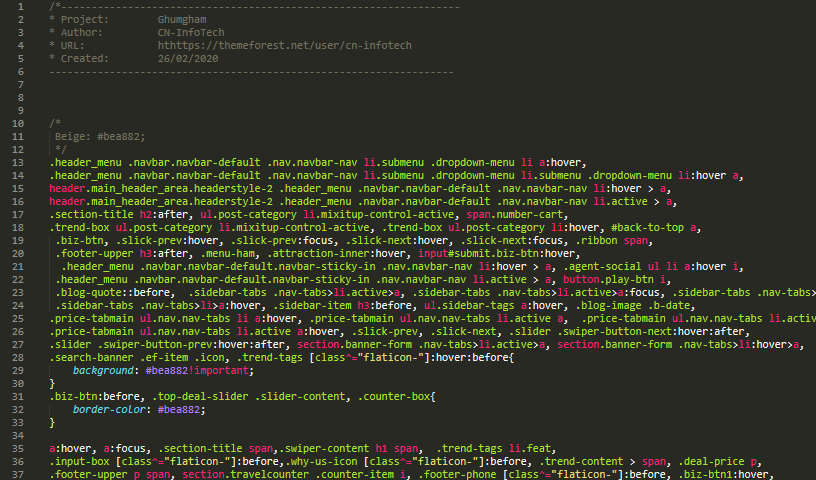 1 /*------------------------------------------------------------------
2 * Project: Ghumgham
3 * Author: CN-InfoTech
4 * URL: hthttps://themeforest.net/user/cn-infotech
5 * Created: 26/02/2020
6 -------------------------------------------------------------------
7
8
9
10 /*
11 Beige: #bea882;
12 */
13 .header_menu .navbar.navbar-default .nav.navbar-nav li.submenu .dropdown-menu li a:hover,
14 .header_menu .navbar.navbar-default .nav.navbar-nav li.submenu .dropdown-menu li.submenu .dropdown-menu li:hover a,
15 header.main_header_area.headerstyle-2 .header_menu .navbar.navbar-default .nav.navbar-nav li:hover > a,
16 header.main_header_area.headerstyle-2 .header_menu .navbar.navbar-default .nav.navbar-nav li.active > a,
17 .section-title h2:after, ul.post-category li.mixitup-control-active, span.number-cart,
18 .trend-box ul.post-category li.mixitup-control-active, .trend-box ul.post-category li:hover, #back-to-top a,
19 .biz-btn, .slick-prev:hover, .slick-prev:focus, .slick-next:hover, .slick-next:focus, .ribbon span,
20 .footer-upper h3:after, .menu-ham, .attraction-inner:hover, input#submit.biz-btn:hover,
21 .header_menu .navbar.navbar-default.navbar-sticky-in .nav.navbar-nav li:hover > a, .agent-social ul li a:hover i,
22 .header_menu .navbar.navbar-default.navbar-sticky-in .nav.navbar-nav li.active > a, button.play-btn i,
23 .blog-quote::before, .sidebar-tabs .nav-tabs>li.active>a, .sidebar-tabs .nav-tabs>li.active>a:focus, .sidebar-tabs .nav-tabs>
24 .sidebar-tabs .nav-tabs>li>a:hover, .sidebar-item h3:before, ul.sidebar-tags a:hover, .blog-image .b-date,
25 .price-tabmain ul.nav.nav-tabs li a:hover, .price-tabmain ul.nav.nav-tabs li.active a, .price-tabmain ul.nav.nav-tabs li.active
26 .price-tabmain ul.nav.nav-tabs li.active a:hover, .slick-prev, .slick-next, .slider .swiper-button-next:hover:after,
27 .slider .swiper-button-prev:hover:after, section.banner-form .nav-tabs>li.active>a, section.banner-form .nav-tabs>li:hover>a,
28 .search-banner .ef-item .icon, .trend-tags [class^="flaticon-"]:hover:before{
29 background: #bea882!important;
30 }
31 .biz-btn:before, .top-deal-slider .slider-content, .counter-box{
32 border-color: #bea882;
33 }
34
35 a:hover, a:focus, .section-title span,.swiper-content h1 span, .trend-tags li.feat,
36 .input-box [class^="flaticon-"]:before,.why-us-icon [class^="flaticon-"]:before, .trend-content > span, .deal-price p,
37 .footer-upper p span, section.travelcounter .counter-item i, .footer-phone [class^="flaticon-"]:before, .biz-btn1:hover,